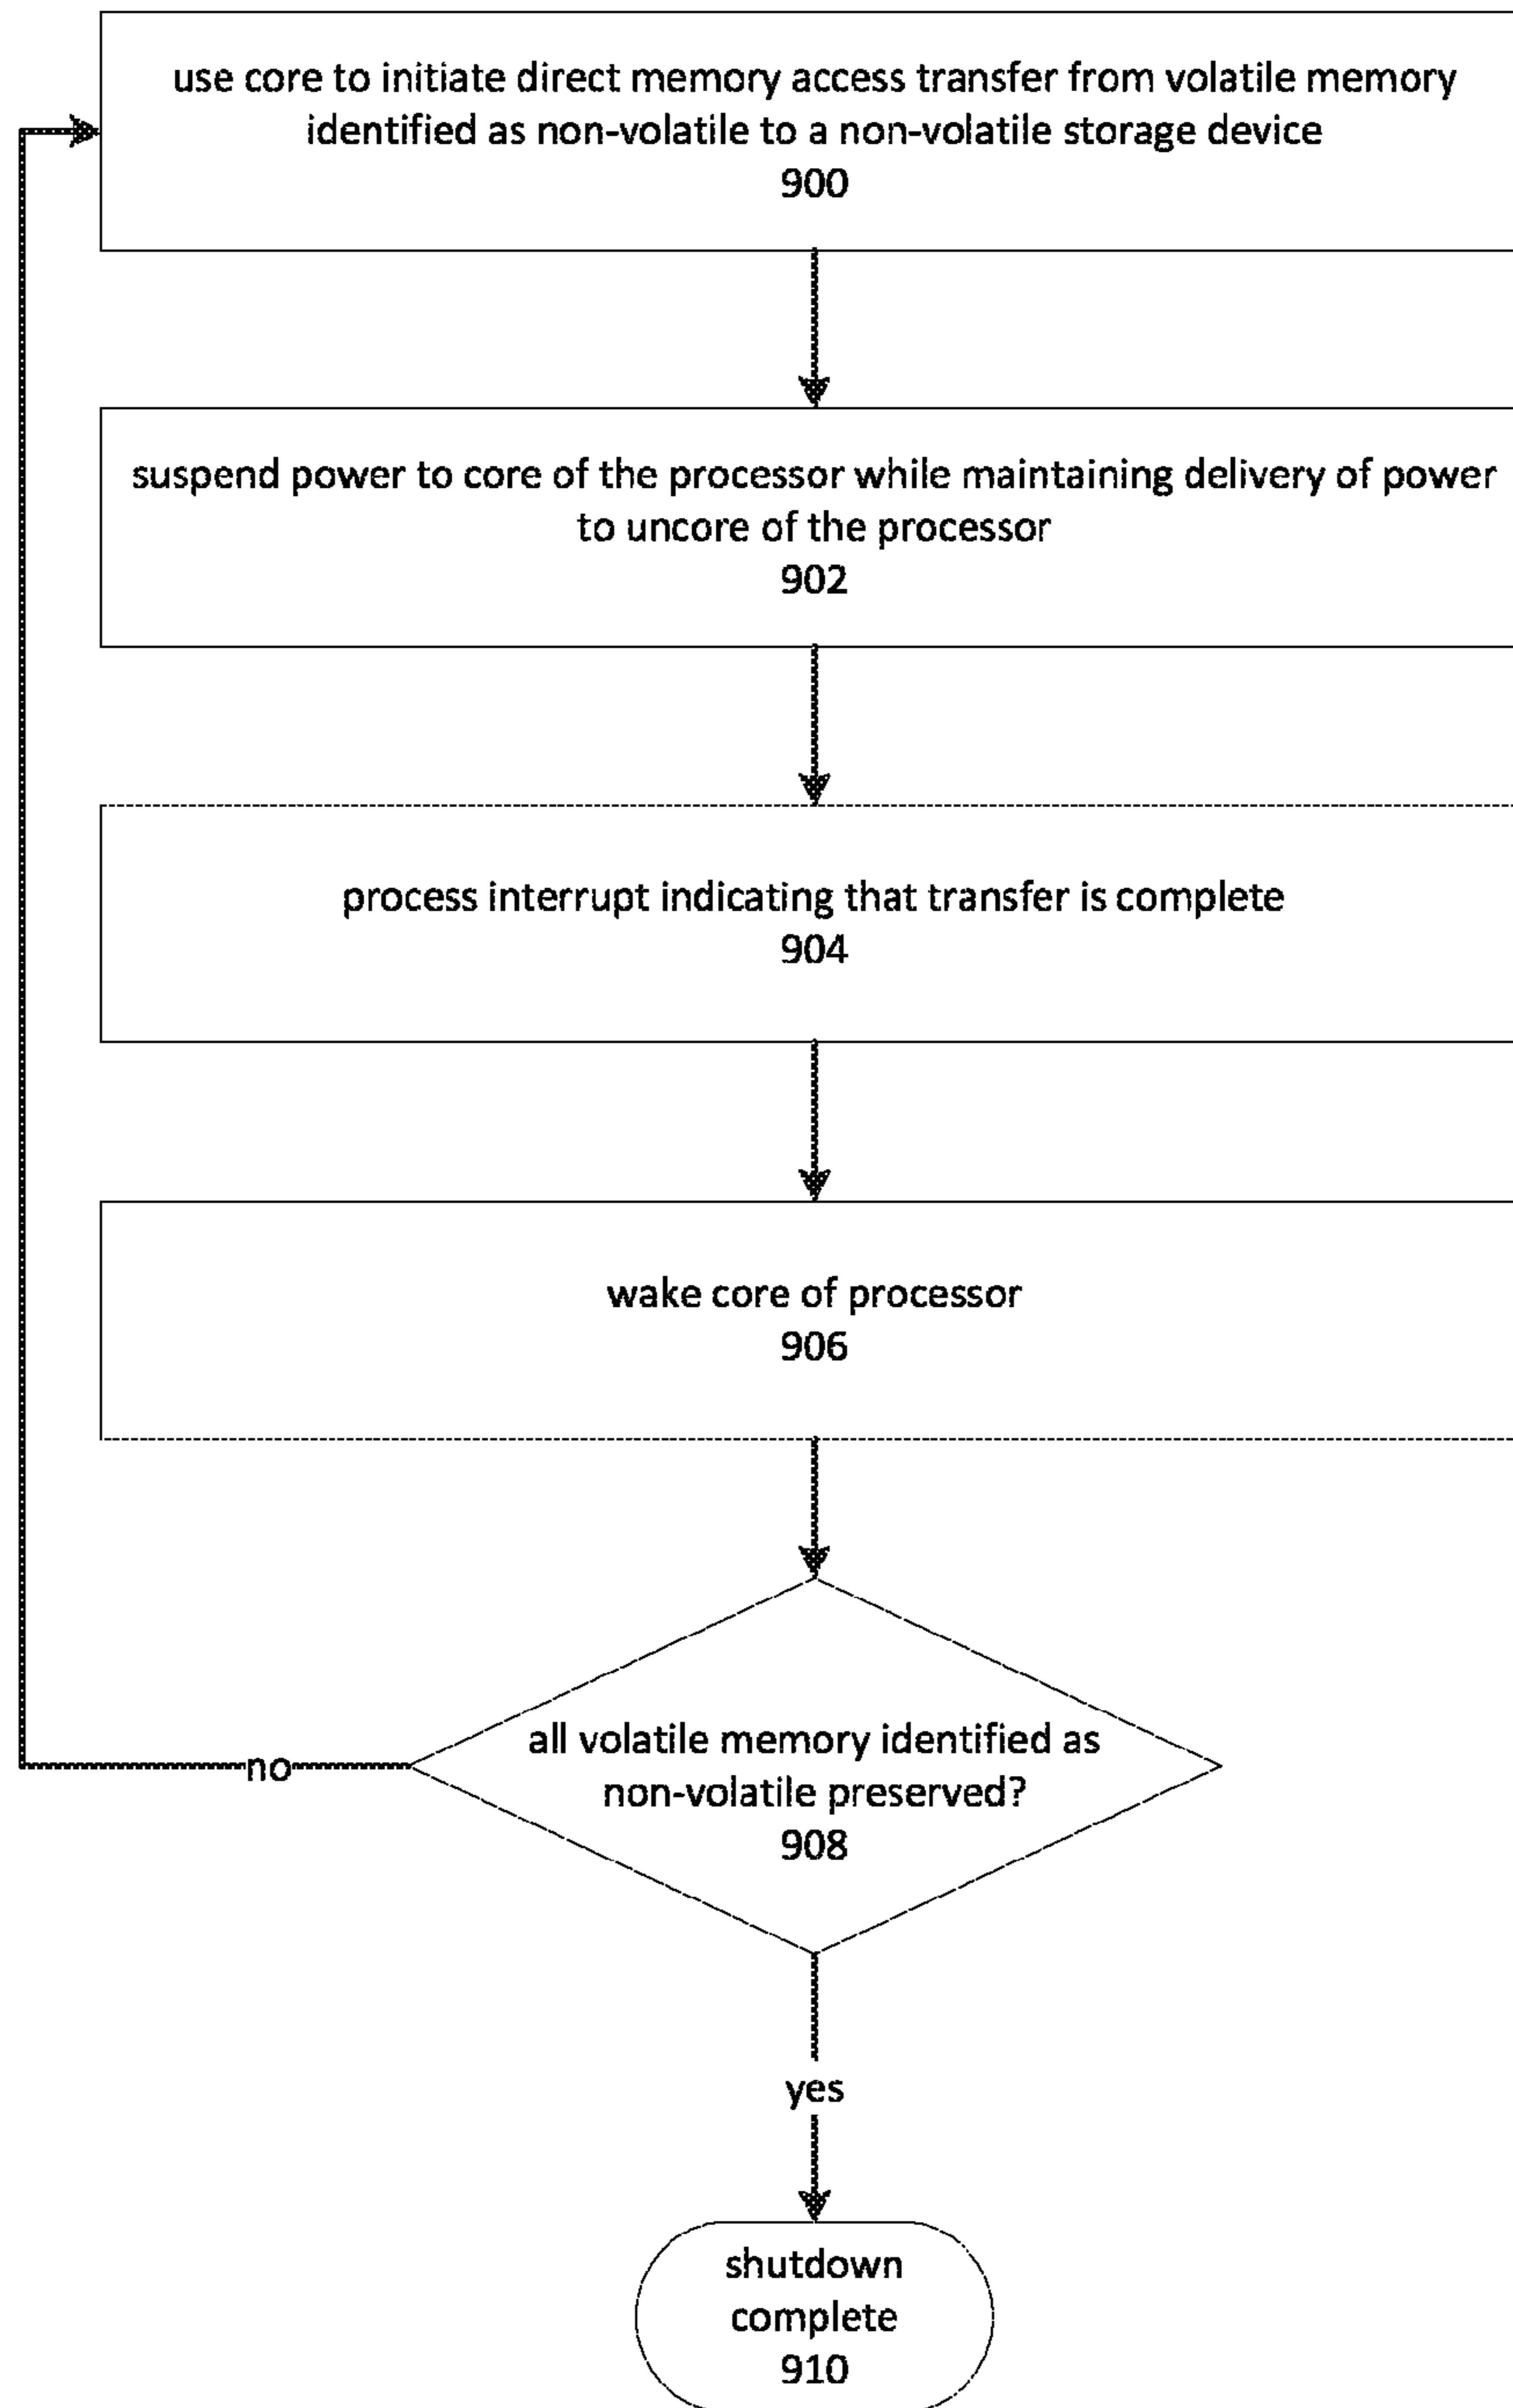 use core to initiate direct memory access transfer from volatile memory
identified as non-volatile to a non-volatile storage device
900
suspend power to core of the processor while maintaining delivery of power
to uncore of the processor
902
process interrupt indicating that transfer is complete
904
wake core of processor
906
all volatile memory identified as
non-volatile preserved?
908
no
yes
shutdown
complete
910